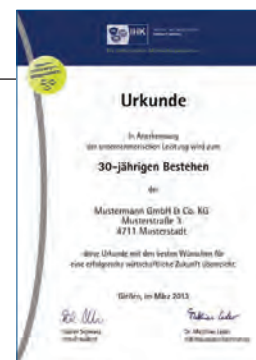 IHK
Urkunde
In Anerkennung
der unternehmerischen Leistung wird zum
30-jährigen Bestehen
der
Mustermann GmbH & Co. KG
Musterstraße 3
4711 Musterstadt
diese Urkunde mit den besten Wünschen für
eine erfolgreiche wirtschaftliche Zukunft überreicht.
Gießen, im März 2013